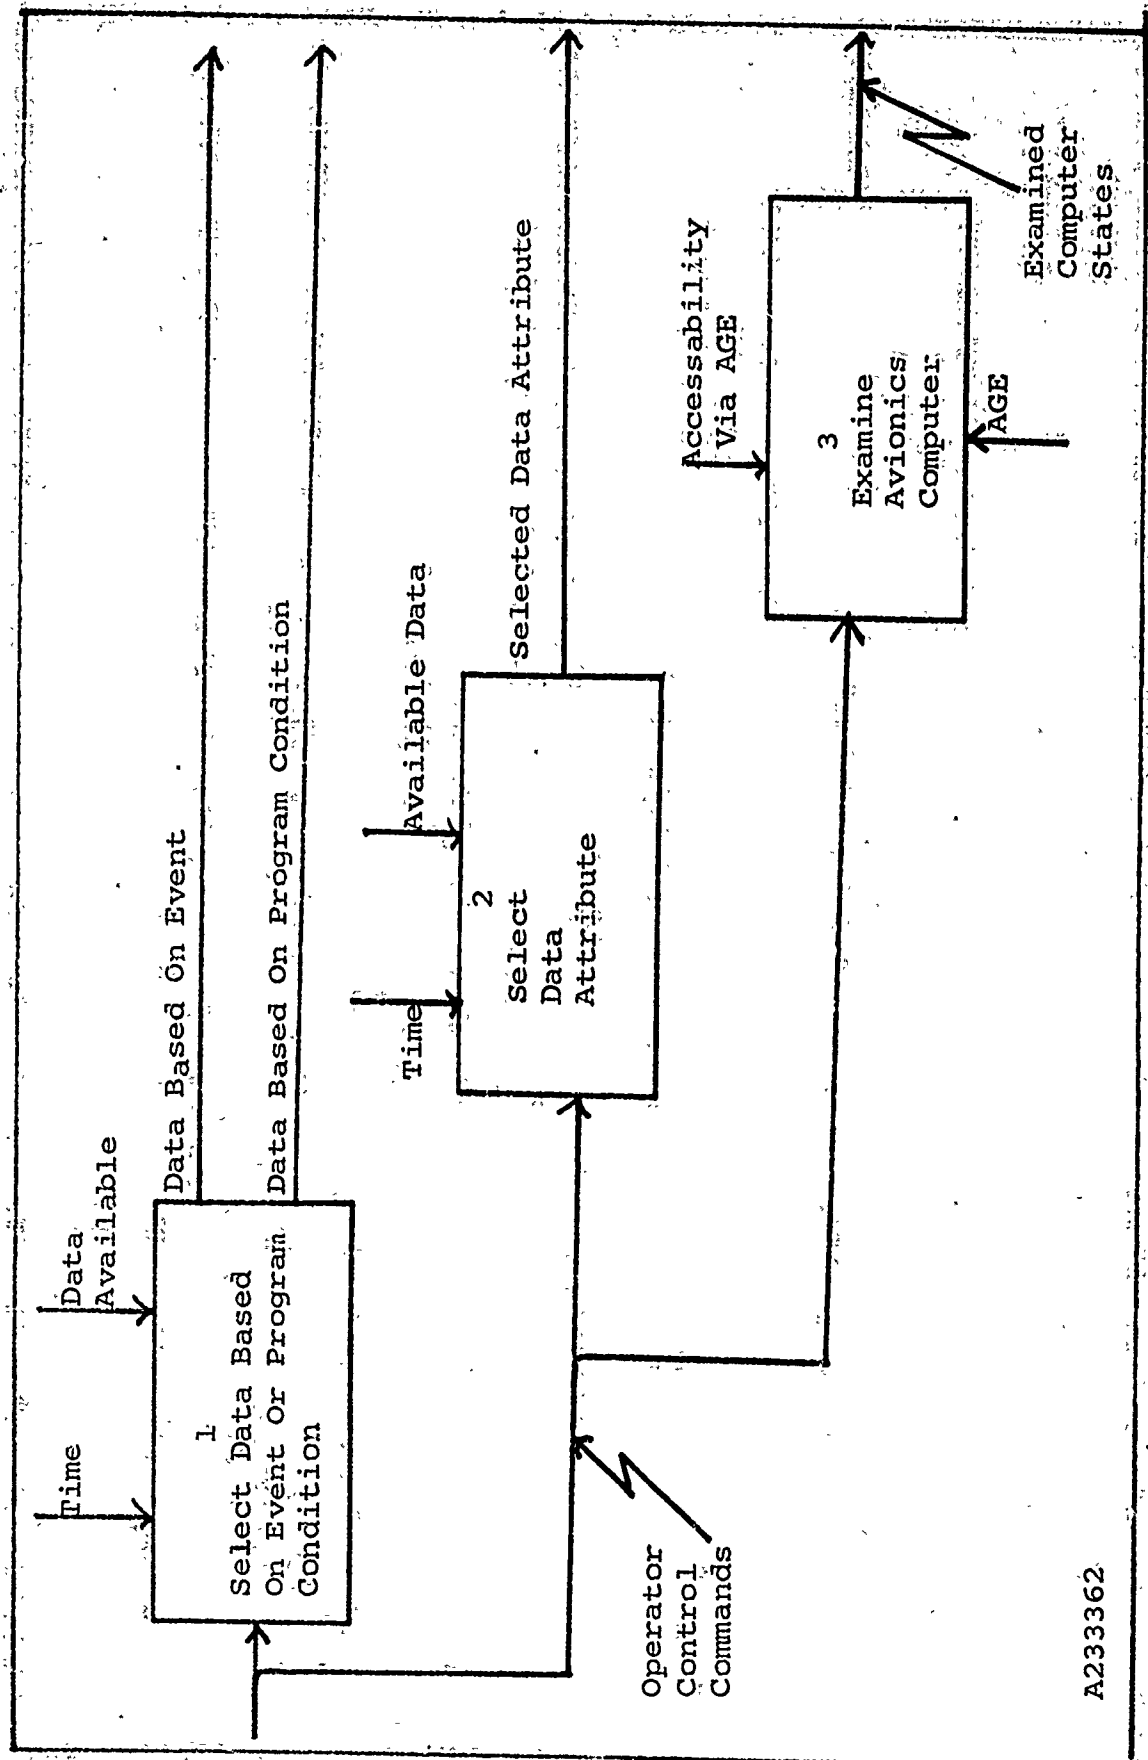 Time
Data
Available
1
Select Data Based
On Event Or Program
Condition
Data Based On Event
Data Based On Program Condition
Time
Available Data
2
Select
Data
Attribute
Selected Data Attribute
Accessability
Via AGE
3
Examine
Avionics
Computer
AGE
Examined
Computer
States
Operator
Control
Commands
A233362